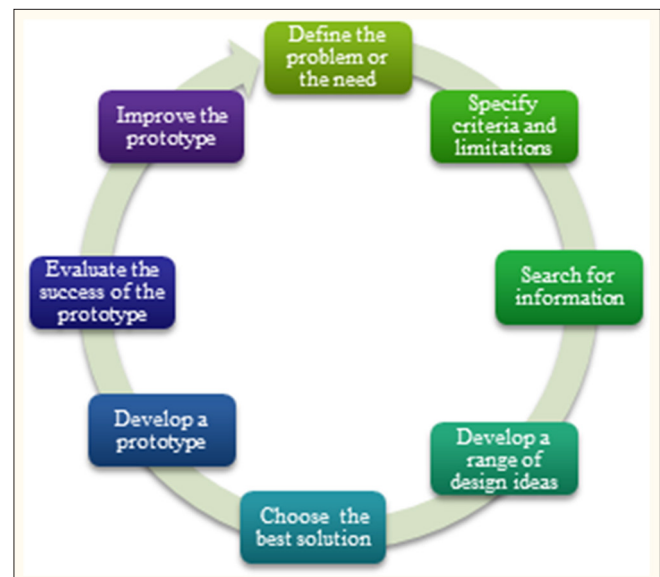 Define the
problem or
the need
Specify
criteria and
limitations
Search for
information
Develop a
range of
design ideas
Choose the
best solution
Develop a
prototype
Evaluate the
success of the
prototype
Improve the
prototype